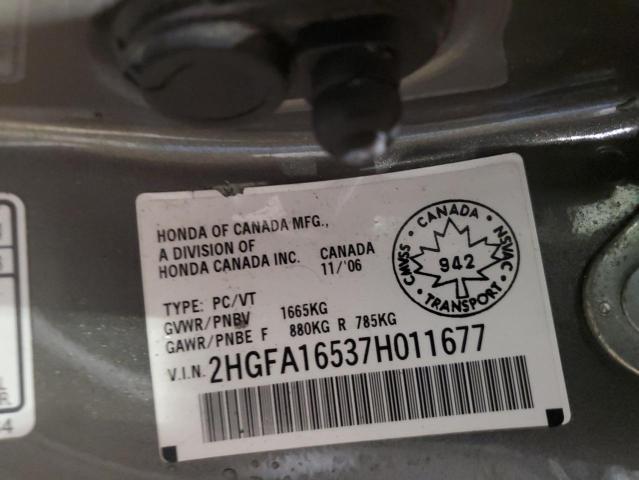 HONDA OF CANADA MFG.,
A DIVISION OF
HONDA CANADA INC.
CANADA
11/'06
TYPE: PC/VT
GVWR/PNBV 1665KG
GAWR/PNBE F 880KG R 785KG
V.I.N. 2HGFA16537H011677
CANADA
CMVSS 942 NSVAC
TRANSPORT